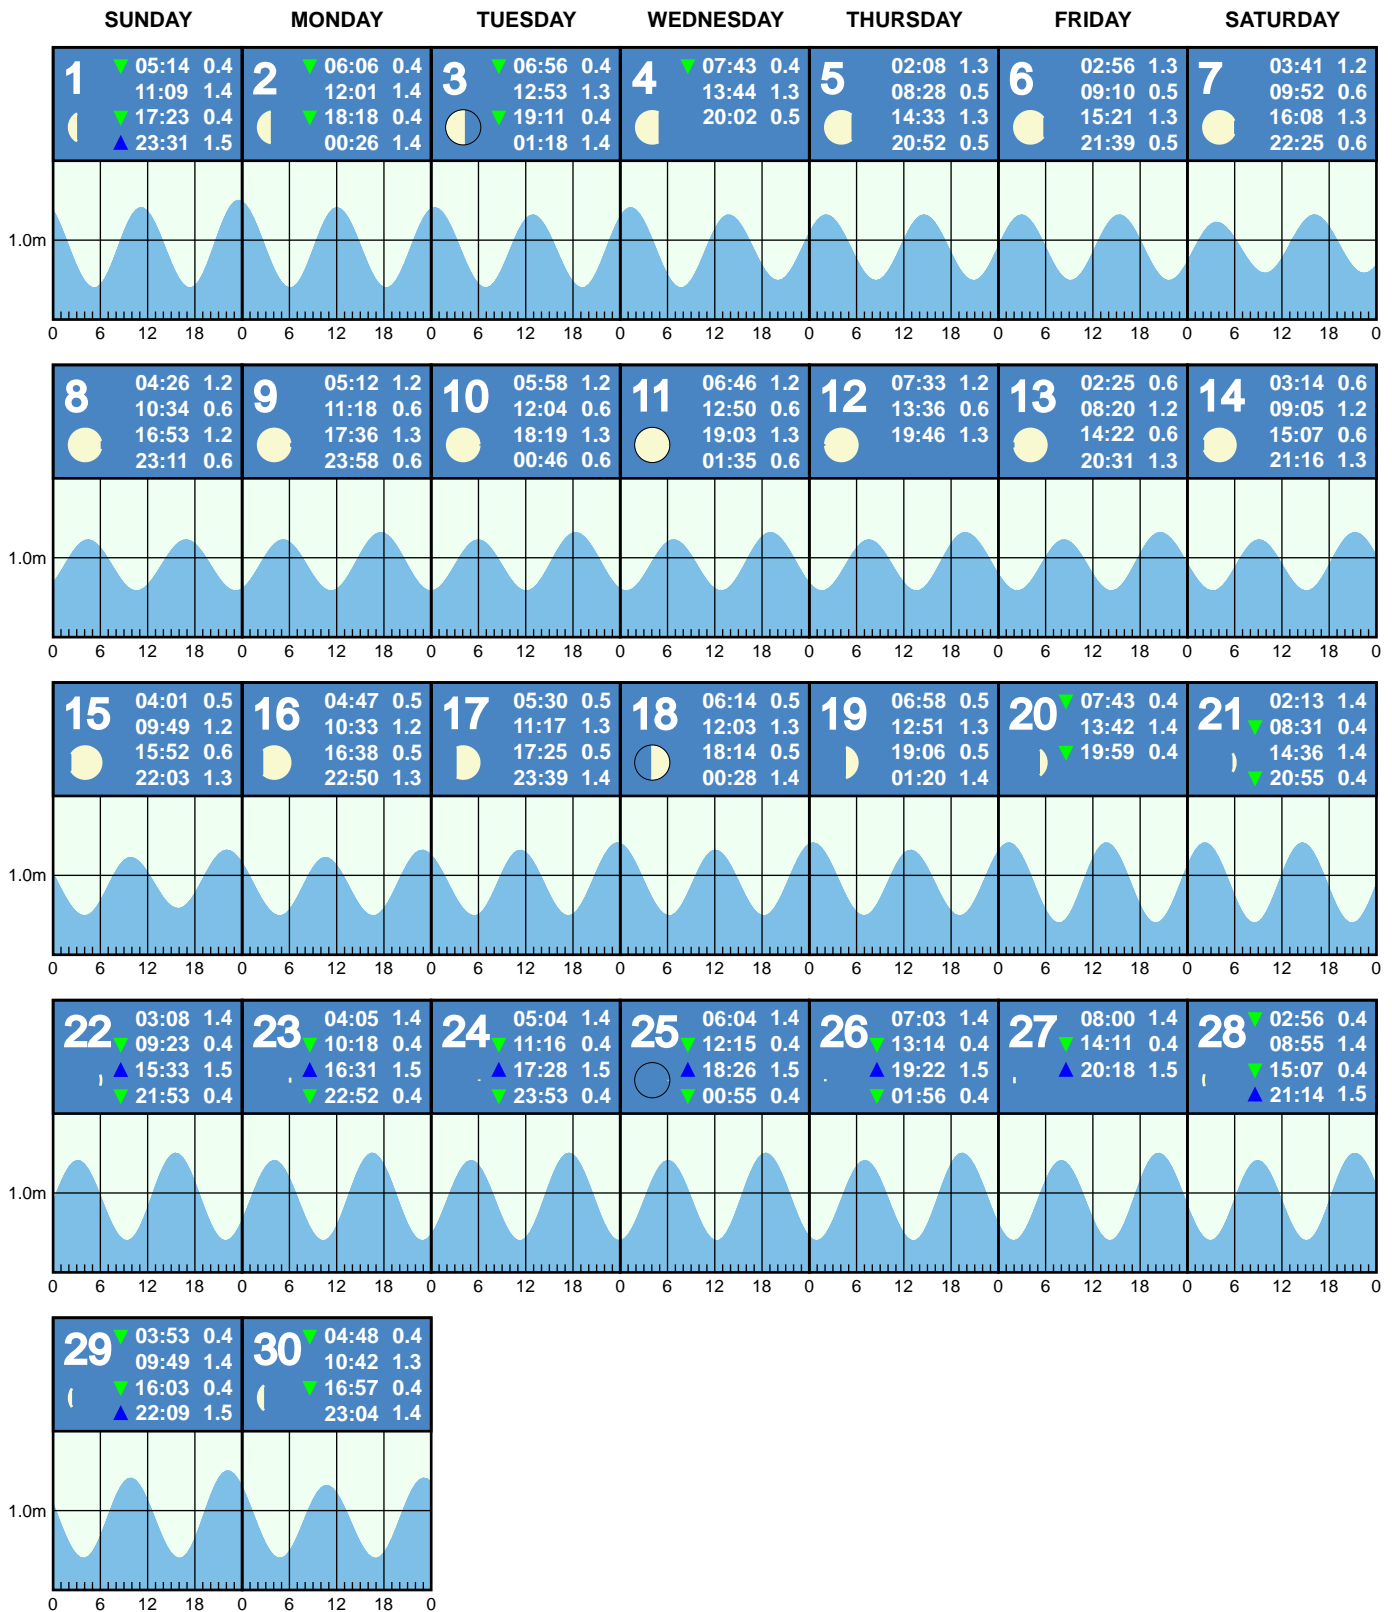 SUNDAY MONDAY TUESDAY WEDNESDAY THURSDAY FRIDAY SATURDAY
1 05:14 0.4
11:09 1.4
17:23 0.4
23:31 1.5
2 06:06 0.4
12:01 1.4
18:18 0.4
00:26 1.4
3 06:56 0.4
12:53 1.3
19:11 0.4
01:18 1.4
4 07:43 0.4
13:44 1.3
20:02 0.5
5 02:08 1.3
08:28 0.5
14:33 1.3
20:52 0.5
6 02:56 1.3
09:10 0.5
15:21 1.3
21:39 0.5
7 03:41 1.2
09:52 0.6
16:08 1.3
22:25 0.6
1.0m
0 6 12 18 0 6 12 18 0 6 12 18 0 6 12 18 0 6 12 18 0 6 12 18 0 6 12 18 0
8 04:26 1.2
10:34 0.6
16:53 1.2
23:11 0.6
9 05:12 1.2
11:18 0.6
17:36 1.3
23:58 0.6
10 05:58 1.2
12:04 0.6
18:19 1.3
00:46 0.6
11 06:46 1.2
12:50 0.6
19:03 1.3
01:35 0.6
12 07:33 1.2
13:36 0.6
19:46 1.3
13 02:25 0.6
08:20 1.2
14:22 0.6
20:31 1.3
14 03:14 0.6
09:05 1.2
15:07 0.6
21:16 1.3
1.0m
0 6 12 18 0 6 12 18 0 6 12 18 0 6 12 18 0 6 12 18 0 6 12 18 0 6 12 18 0
15 04:01 0.5
09:49 1.2
15:52 0.6
22:03 1.3
16 04:47 0.5
10:33 1.2
16:38 0.5
22:50 1.3
17 05:30 0.5
11:17 1.3
17:25 0.5
23:39 1.4
18 06:14 0.5
12:03 1.3
18:14 0.5
00:28 1.4
19 06:58 0.5
12:51 1.3
19:06 0.5
01:20 1.4
20 07:43 0.4
13:42 1.4
19:59 0.4
21 02:13 1.4
08:31 0.4
14:36 1.4
20:55 0.4
1.0m
0 6 12 18 0 6 12 18 0 6 12 18 0 6 12 18 0 6 12 18 0 6 12 18 0 6 12 18 0
22 03:08 1.4
09:23 0.4
15:33 1.5
21:53 0.4
23 04:05 1.4
10:18 0.4
16:31 1.5
22:52 0.4
24 05:04 1.4
11:16 0.4
17:28 1.5
23:53 0.4
25 06:04 1.4
12:15 0.4
18:26 1.5
00:55 0.4
26 07:03 1.4
13:14 0.4
19:22 1.5
01:56 0.4
27 08:00 1.4
14:11 0.4
20:18 1.5
28 02:56 0.4
08:55 1.4
15:07 0.4
21:14 1.5
1.0m
0 6 12 18 0 6 12 18 0 6 12 18 0 6 12 18 0 6 12 18 0 6 12 18 0 6 12 18 0
29 03:53 0.4
09:49 1.4
16:03 0.4
22:09 1.5
30 04:48 0.4
10:42 1.3
16:57 0.4
23:04 1.4
1.0m
0 6 12 18 0 6 12 18 0